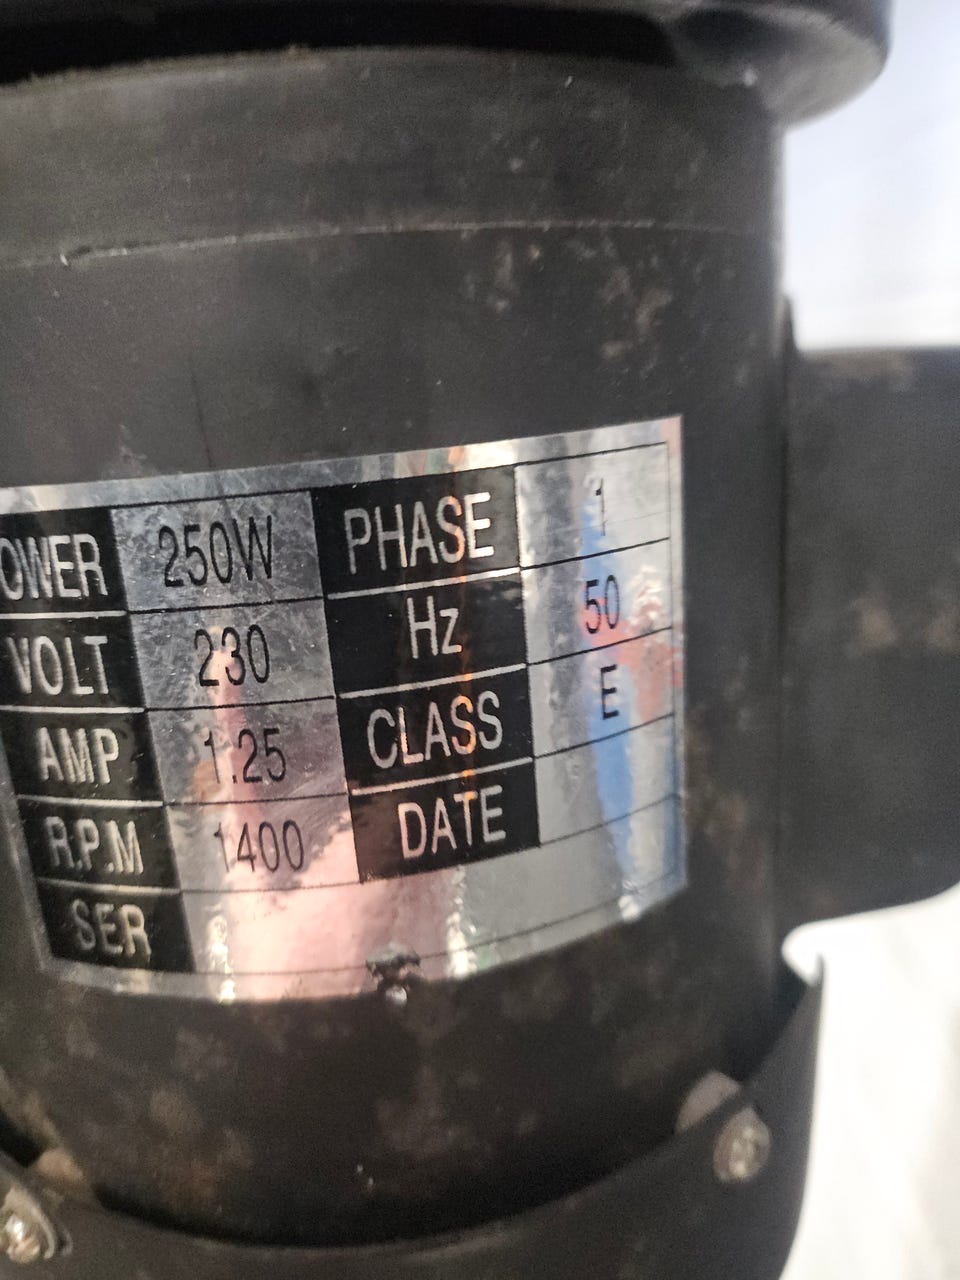 OWER 250W PHASE 1
VOLT 230 Hz 50
AMP 1.25 CLASS E
R.P.M 1400 DATE
SER